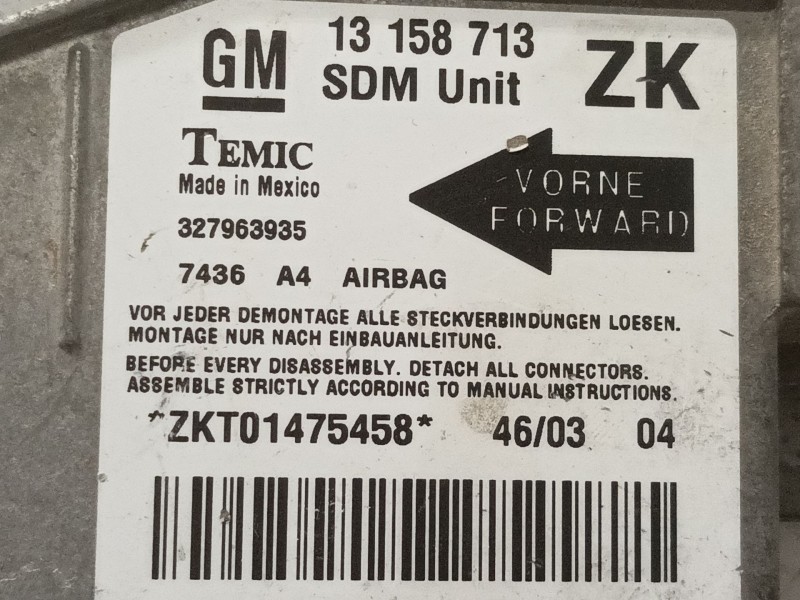 GM 13 158 713 ZK
SDM Unit
TEMIC
Made in Mexico
VORNE
FORWARD
327963935
7436 A4 AIRBAG
VOR JEDER DEMONTAGE ALLE STECKVERBINDUNGEN LOESEN.
MONTAGE NUR NACH EINBAUANLEITUNG.
BEFORE EVERY DISASSEMBLY. DETACH ALL CONNECTORS.
ASSEMBLE STRICTLY ACCORDING TO MANUAL INSTRUCTIONS.
*ZKT01475458* 46/03 04